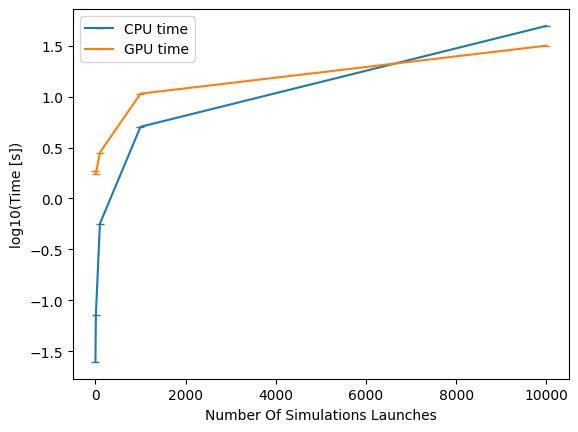 CPU time
GPU time
1.5
1.0
0.5
0.0
−0.5
−1.0
−1.5
log10(Time [s])
0 2000 4000 6000 8000 10000
Number Of Simulations Launches